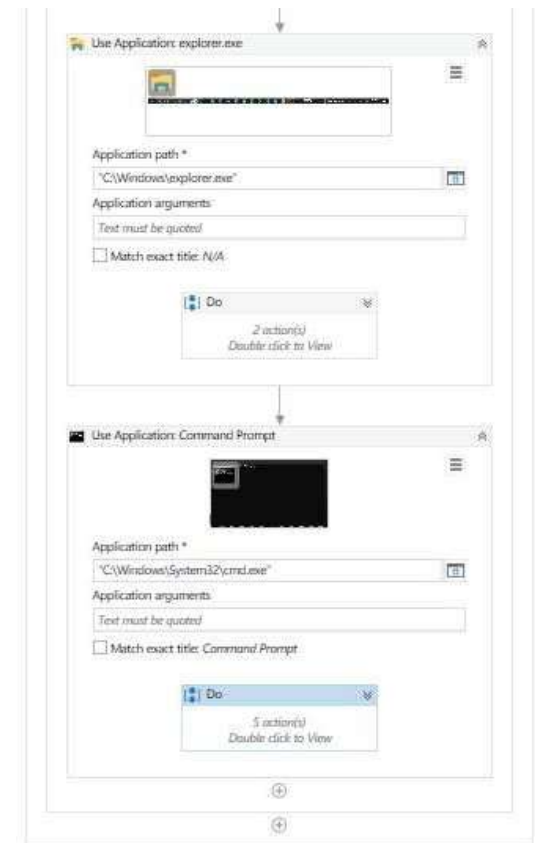 Use Application: explorer.exe
Application path *
"C:\Windows\explorer.exe"
Application arguments
Text must be quoted
Match exact title: N/A
Do
2 action(s)
Double click to View
Use Application: Command Prompt
Application path *
"C:\Windows\System32\cmd.exe"
Application arguments
Text must be quoted
Match exact title: Command Prompt
Do
5 action(s)
Double click to View